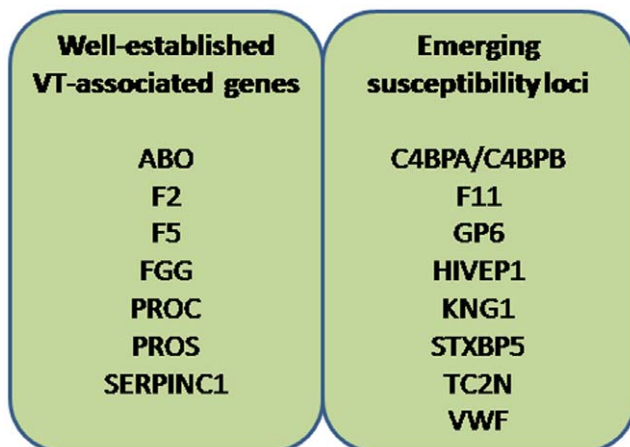 Well-established
VT-associated genes
ABO
F2
F5
FGG
PROC
PROS
SERPINC1
Emerging
susceptibility loci
C4BPA/C4BPB
F11
GP6
HIVEP1
KNG1
STXBP5
TC2N
VWF